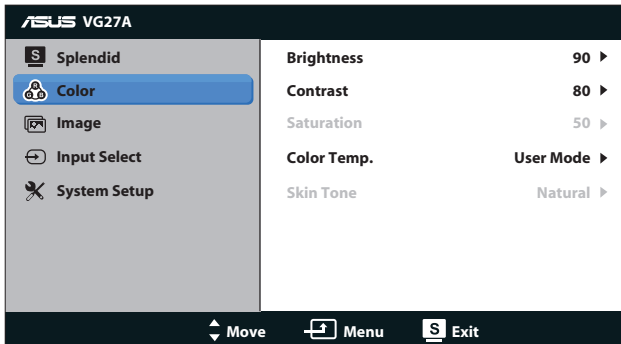 ASUS VG27A
S Splendid
R G B Color
Image
Input Select
System Setup
Brightness 90
Contrast 80
Saturation 50
Color Temp. User Mode
Skin Tone Natural
Move Menu S Exit